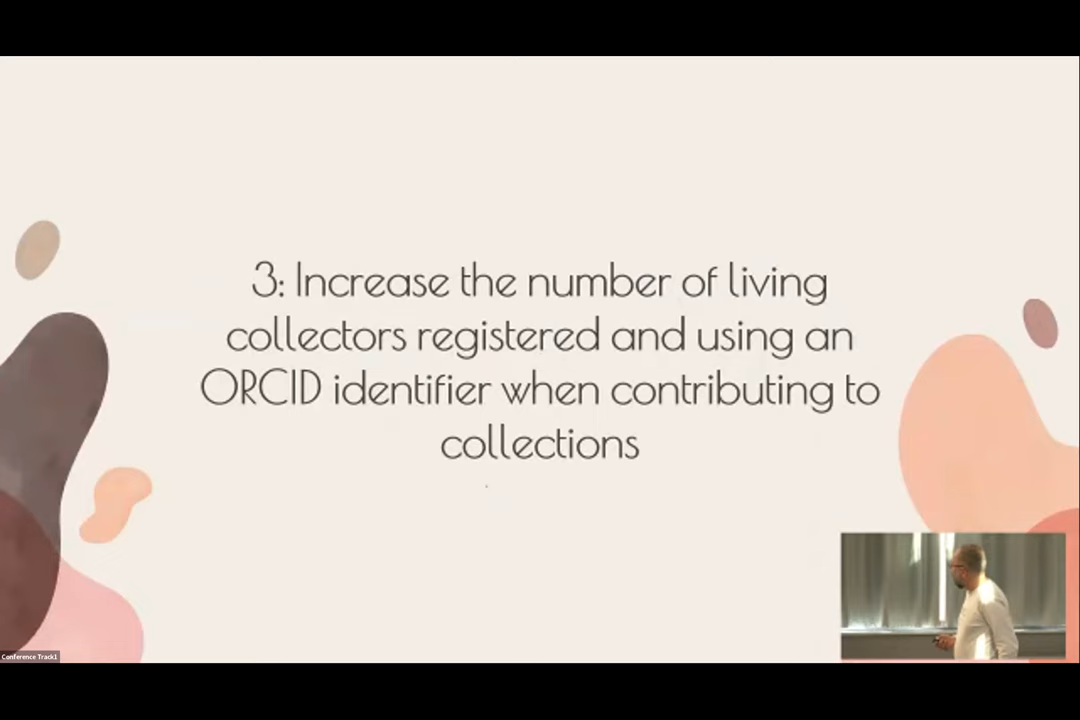 3: Increase the number of living
collectors registered and using an
ORCID identifier when contributing to
collections
Conference Track1